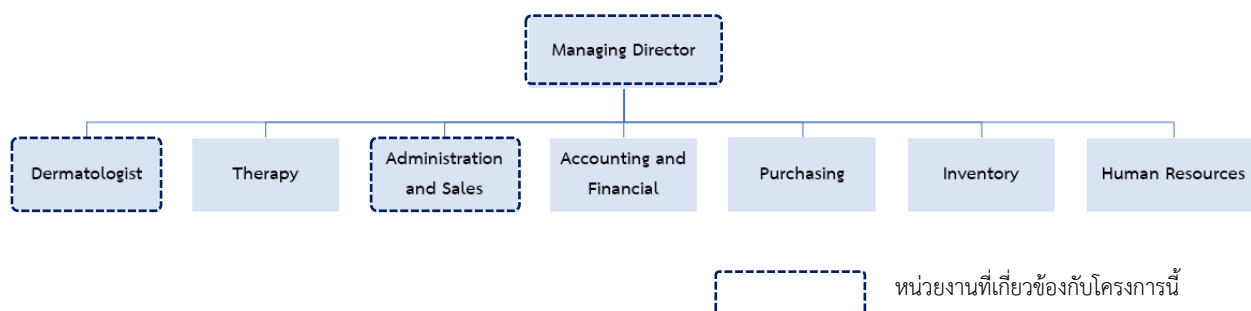 Managing Director
Dermatologist
Therapy
Administration
and Sales
Accounting and
Financial
Purchasing
Inventory
Human Resources
หน่วยงานที่เกี่ยวข้องกับโครงการนี้